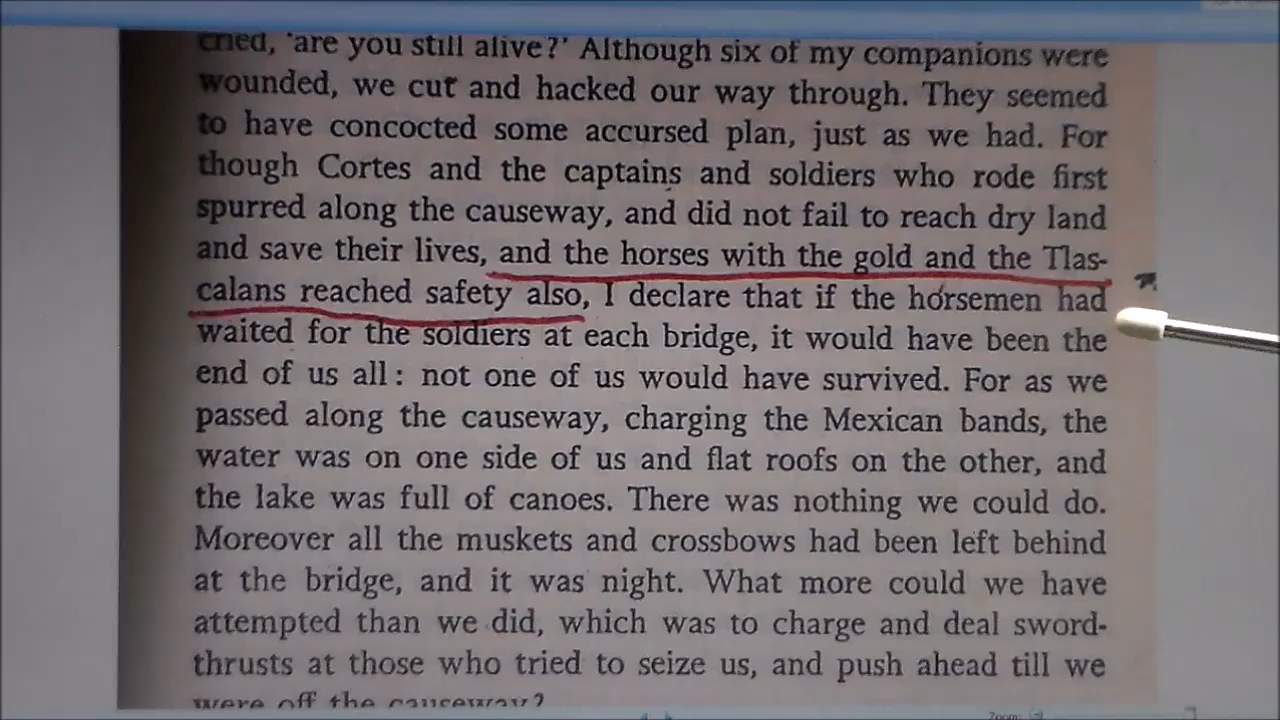 cried, 'are you still alive?' Although six of my companions were
wounded, we cut and hacked our way through. They seemed
to have concocted some accursed plan, just as we had. For
though Cortes and the captains and soldiers who rode first
spurred along the causeway, and did not fail to reach dry land
and save their lives, and the horses with the gold and the Tlas-
calans reached safety also, I declare that if the horsemen had
waited for the soldiers at each bridge, it would have been the
end of us all: not one of us would have survived. For as we
passed along the causeway, charging the Mexican bands, the
water was on one side of us and flat roofs on the other, and
the lake was full of canoes. There was nothing we could do.
Moreover all the muskets and crossbows had been left behind
at the bridge, and it was night. What more could we have
attempted than we did, which was to charge and deal sword-
thrusts at those who tried to seize us, and push ahead till we
were off the causeway?